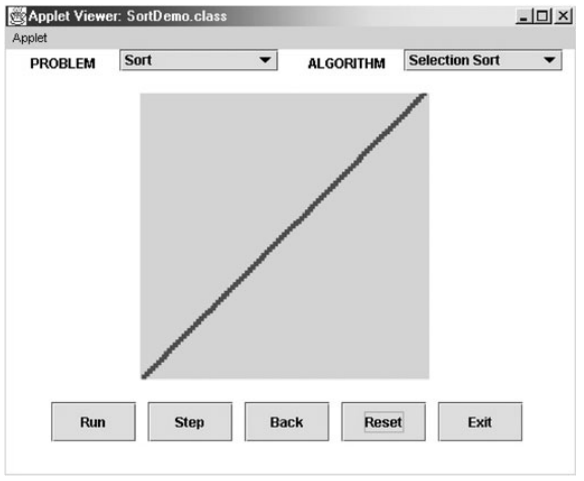 Applet Viewer: SortDemo.class
Applet
PROBLEM Sort ALGORITHM Selection Sort
Run Step Back Reset Exit